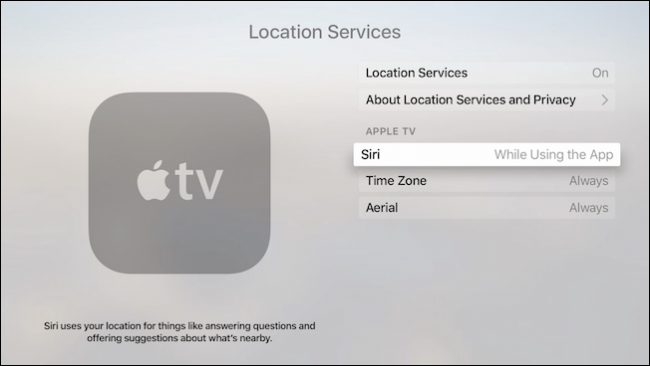 Location Services
Location Services On
About Location Services and Privacy
APPLE TV
Siri While Using the App
Time Zone Always
Aerial Always
tv
Siri uses your location for things like answering questions and
offering suggestions about what's nearby.